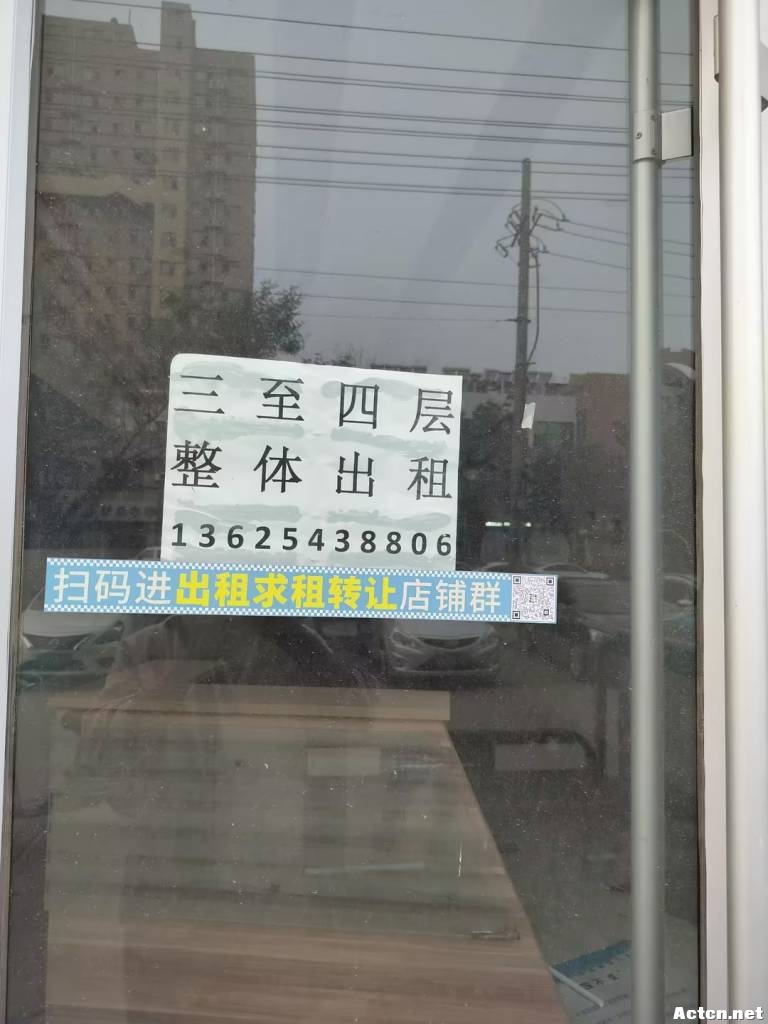 三至四层
整体出租
13625438806
扫码进出租求租转让店铺群
Actcn.net